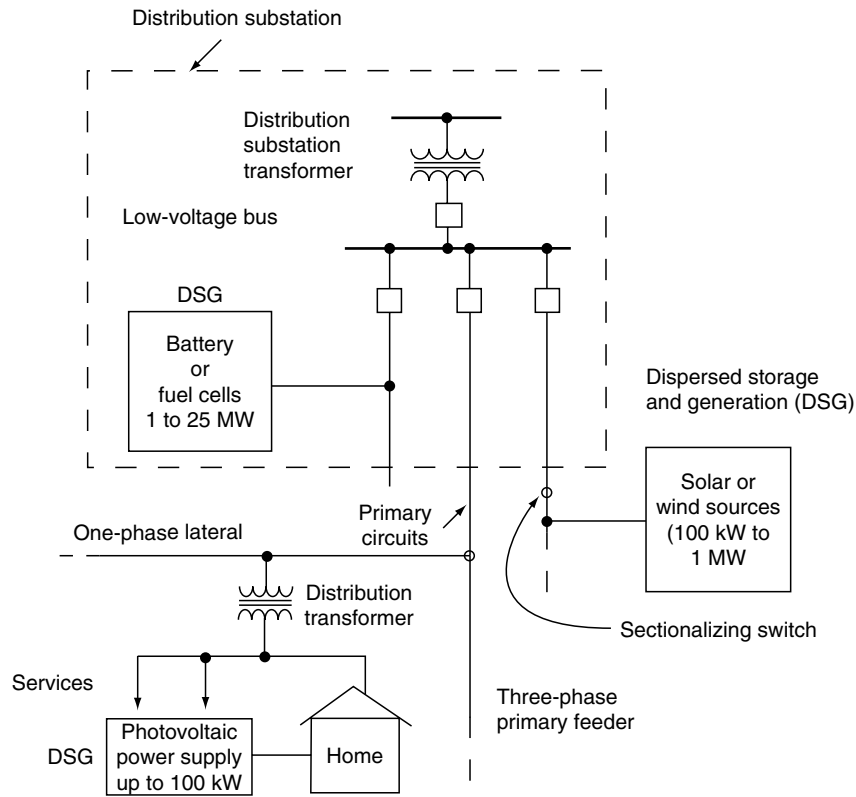 Distribution substation
Distribution
substation
transformer
Low-voltage bus
DSG
Battery
or
fuel cells
1 to 25 MW
Dispersed storage
and generation (DSG)
Solar or
wind sources
(100 kW to
1 MW
Primary
circuits
One-phase lateral
Distribution
transformer
Sectionalizing switch
Services
Three-phase
primary feeder
DSG
Photovoltaic
power supply
up to 100 kW
Home